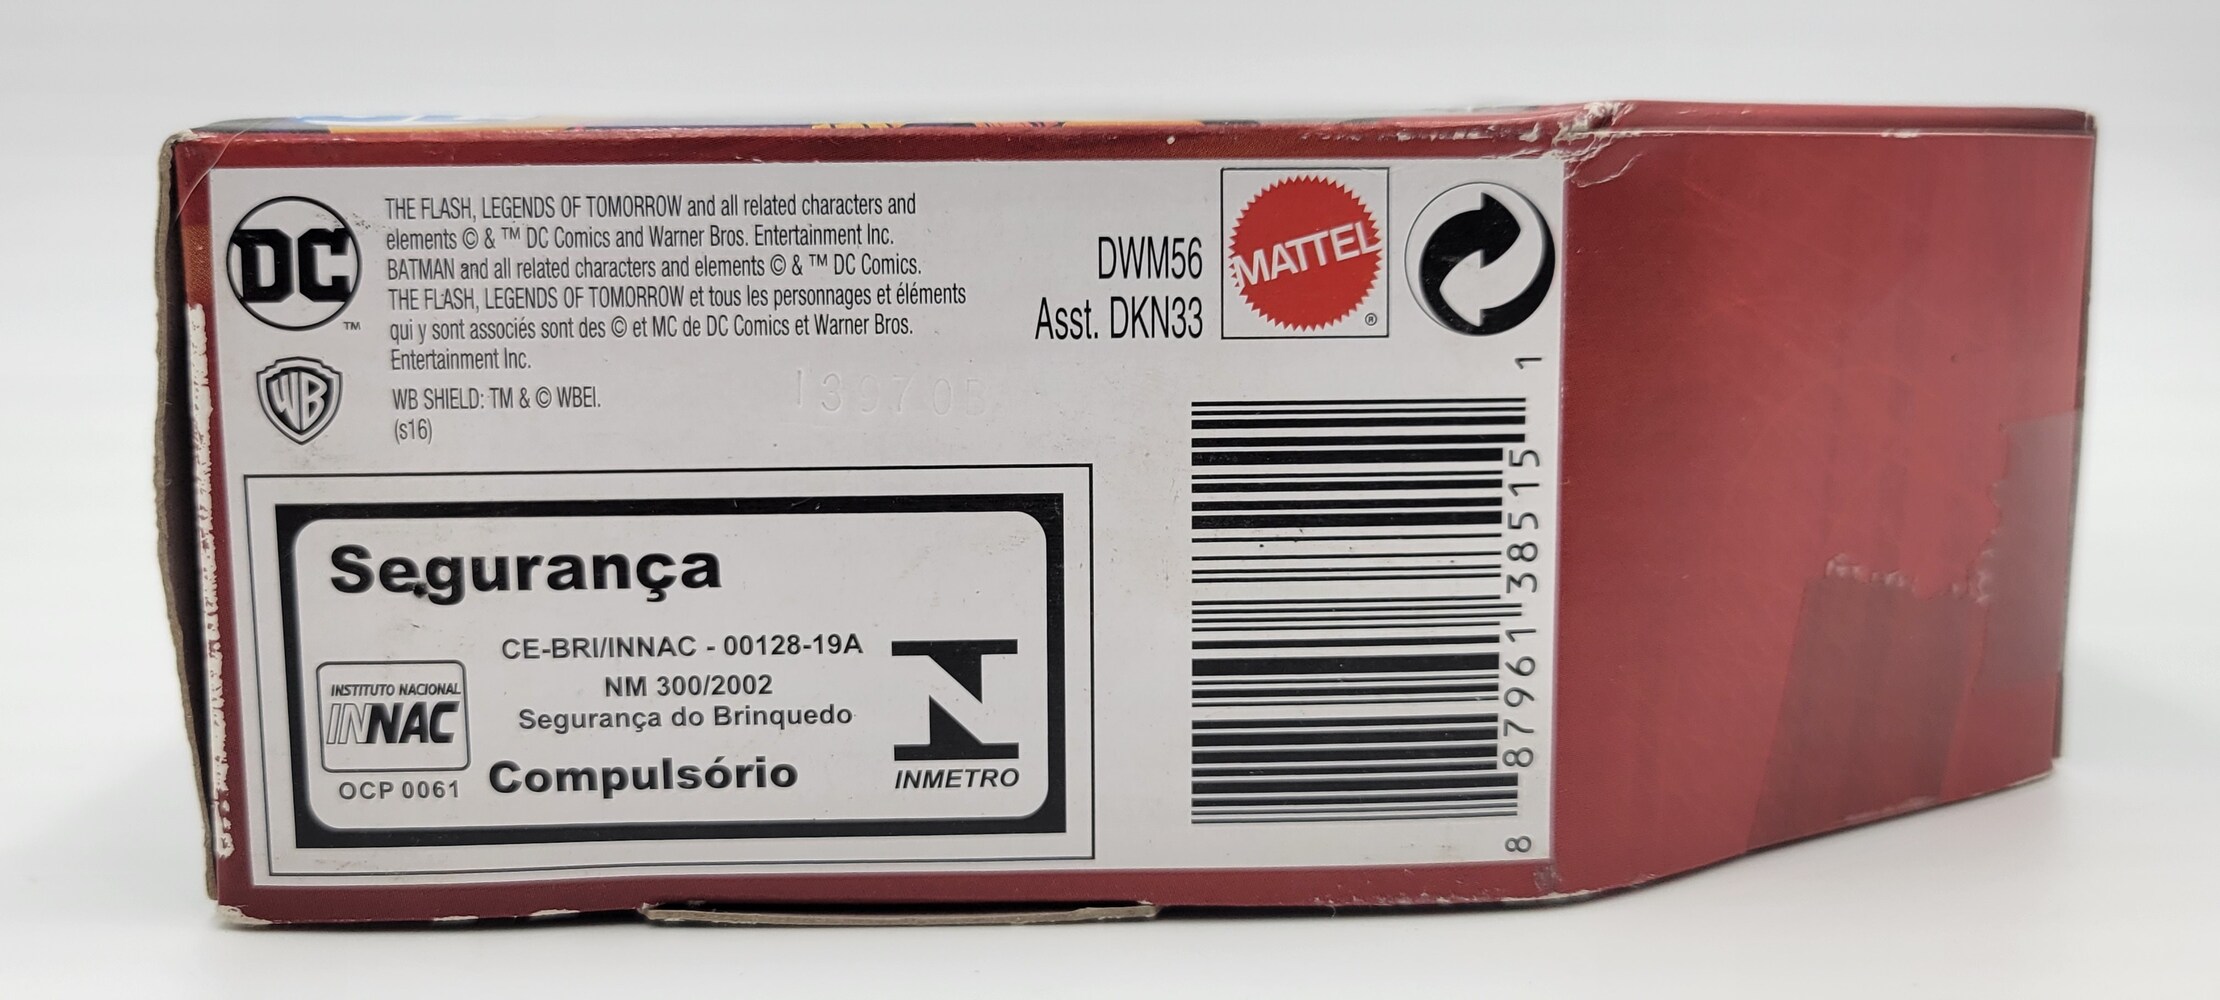 DC
TM
THE FLASH, LEGENDS OF TOMORROW and all related characters and
elements © & ™ DC Comics and Warner Bros. Entertainment Inc.
BATMAN and all related characters and elements © & ™ DC Comics.
THE FLASH, LEGENDS OF TOMORROW et tous les personnages et éléments
qui y sont associés sont des © et MC de DC Comics et Warner Bros.
Entertainment Inc.
WB
WB SHIELD: TM & © WBEI.
(s16)
13970B
DWM56
Asst. DKN33
MATTEL
®
8 87961 38515 1
Segurança
CE-BRI/INNAC - 00128-19A
NM 300/2002
Segurança do Brinquedo
Compulsório
INSTITUTO NACIONAL
INNAC
OCP 0061
INMETRO